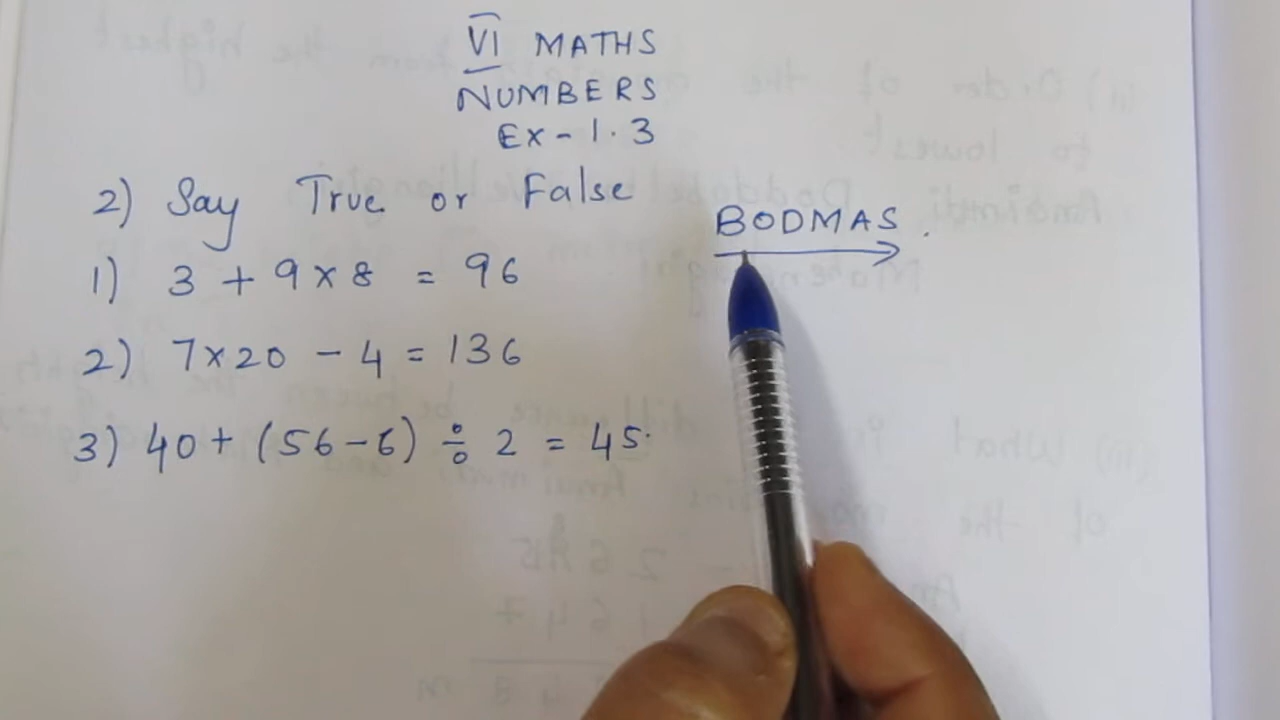 VI MATHS
NUMBERS
Ex - 1.3
2) Say True or False
BODMAS.
1) 3 + 9 × 8 = 96
2) 7 × 20 - 4 = 136
3) 40 + (56 - 6) ÷ 2 = 45.